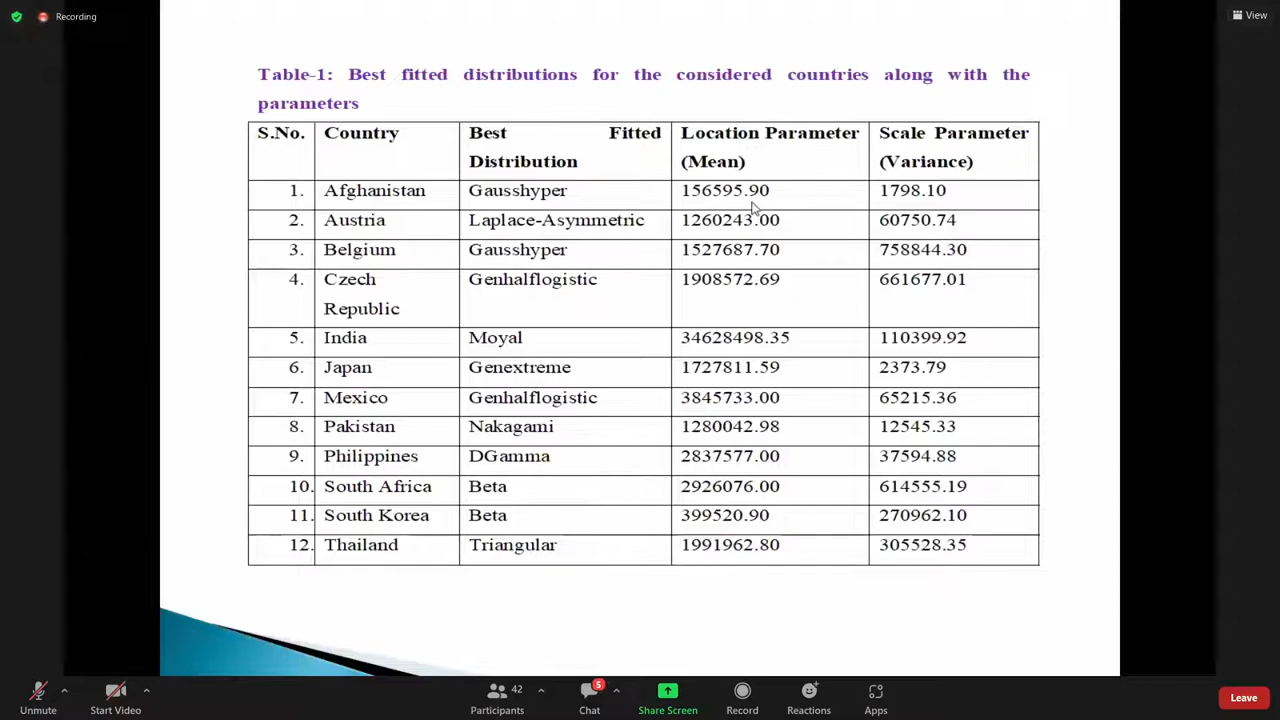 Recording
View
Table-1: Best fitted distributions for the considered countries along with the
parameters
S.No. Country Best Fitted Distribution Location Parameter (Mean) Scale Parameter (Variance)
1. Afghanistan Gausshyper 156595.90 1798.10
2. Austria Laplace-Asymmetric 1260243.00 60750.74
3. Belgium Gausshyper 1527687.70 758844.30
4. Czech Republic Genhalflogistic 1908572.69 661677.01
5. India Moyal 34628498.35 110399.92
6. Japan Genextreme 1727811.59 2373.79
7. Mexico Genhalflogistic 3845733.00 65215.36
8. Pakistan Nakagami 1280042.98 12545.33
9. Philippines DGamma 2837577.00 37594.88
10. South Africa Beta 2926076.00 614555.19
11. South Korea Beta 399520.90 270962.10
12. Thailand Triangular 1991962.80 305528.35
42 5
Unmute Start Video Participants Chat Share Screen Record Reactions Apps Leave